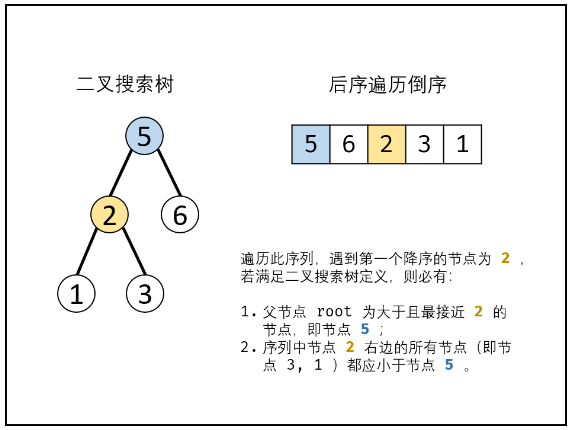 二叉搜索树
后序遍历倒序
5
5 6 2 3 1
2 6
1 3
遍历此序列，遇到第一个降序的节点为 2 ，
若满足二叉搜索树定义，则必有：
1. 父节点 root 为大于且最接近 2 的
节点，即节点 5 ；
2. 序列中节点 2 右边的所有节点（即节
点 3, 1 ）都应小于节点 5 。